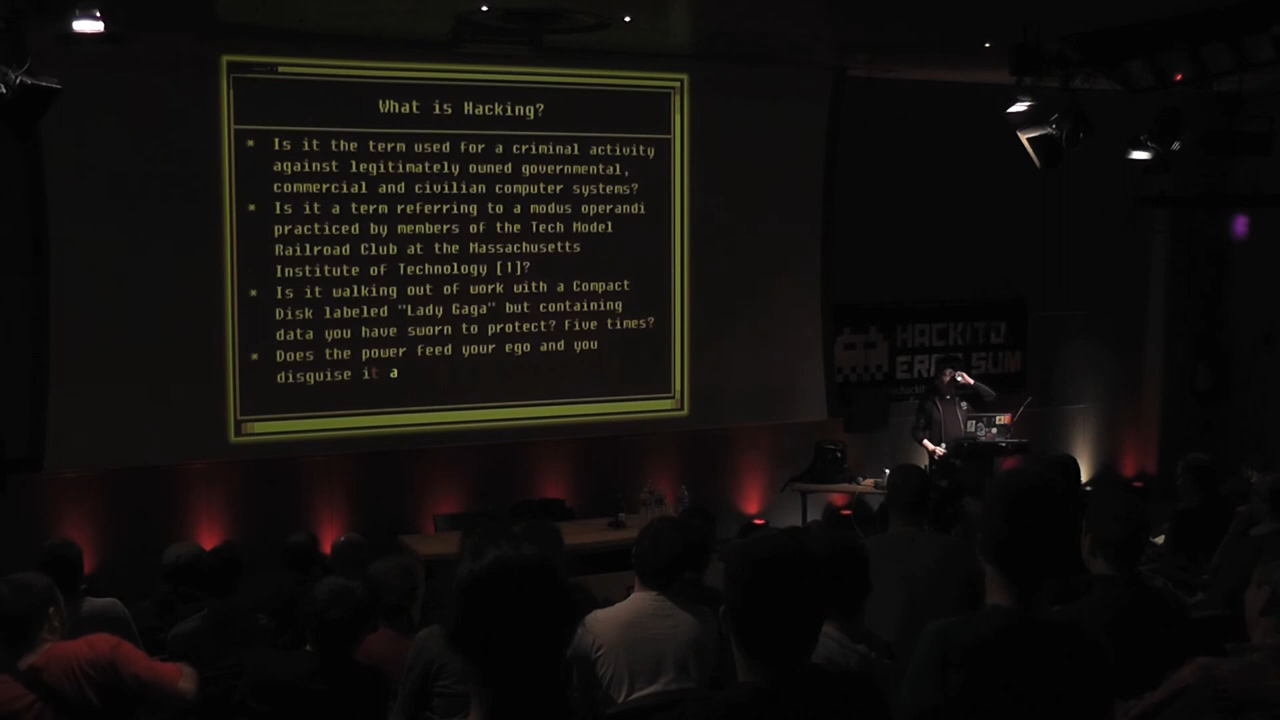 What is Hacking?
* Is it the term used for a criminal activity
against legitimately owned governmental,
commercial and civilian computer systems?
* Is it a term referring to a modus operandi
practiced by members of the Tech Model
Railroad Club at the Massachusetts
Institute of Technology [1]?
* Is it walking out of work with a Compact
Disk labeled "Lady Gaga" but containing
data you have sworn to protect? Five times?
* Does the power feed your ego and you
disguise it a
HACKITO
SUM